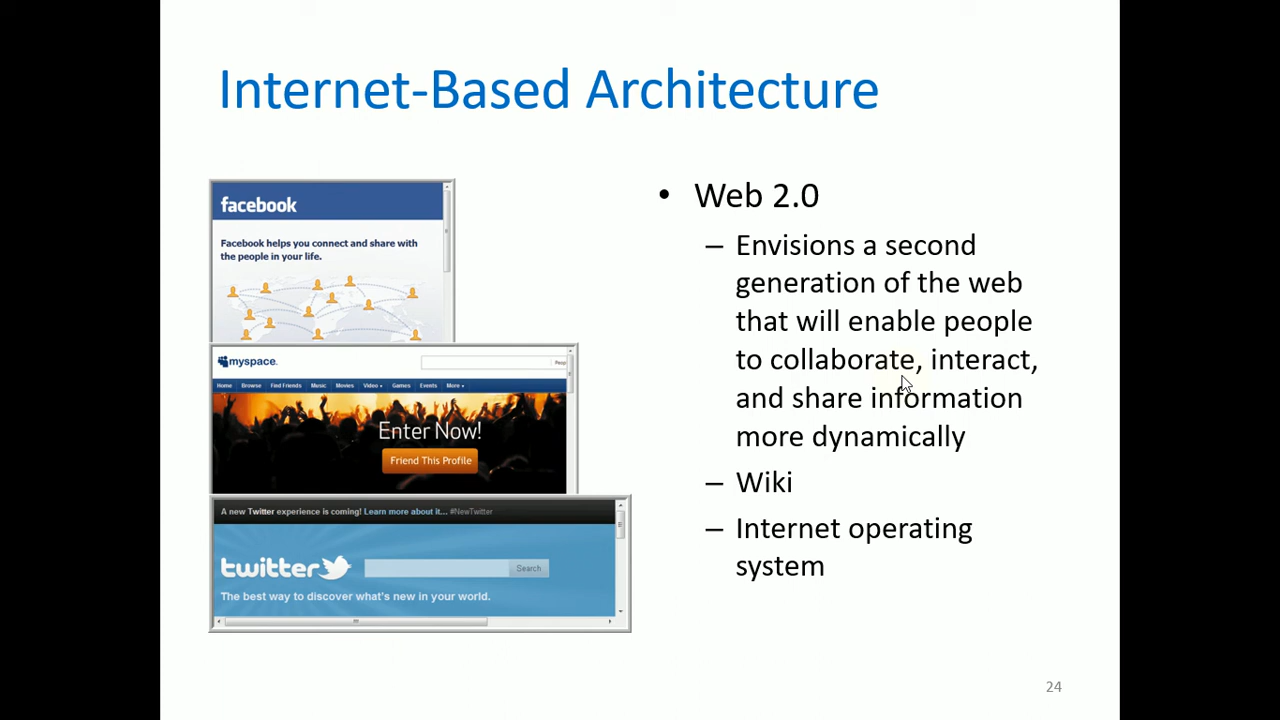 Internet-Based Architecture
facebook
Facebook helps you connect and share with
the people in your life.
myspace.
Home Browse Find Friends Music Movies Video Games Events More
Enter Now!
Friend This Profile
A new Twitter experience is coming! Learn more about it... #NewTwitter
twitter
Search
The best way to discover what's new in your world.
• Web 2.0
– Envisions a second
generation of the web
that will enable people
to collaborate, interact,
and share information
more dynamically
– Wiki
– Internet operating
system
24